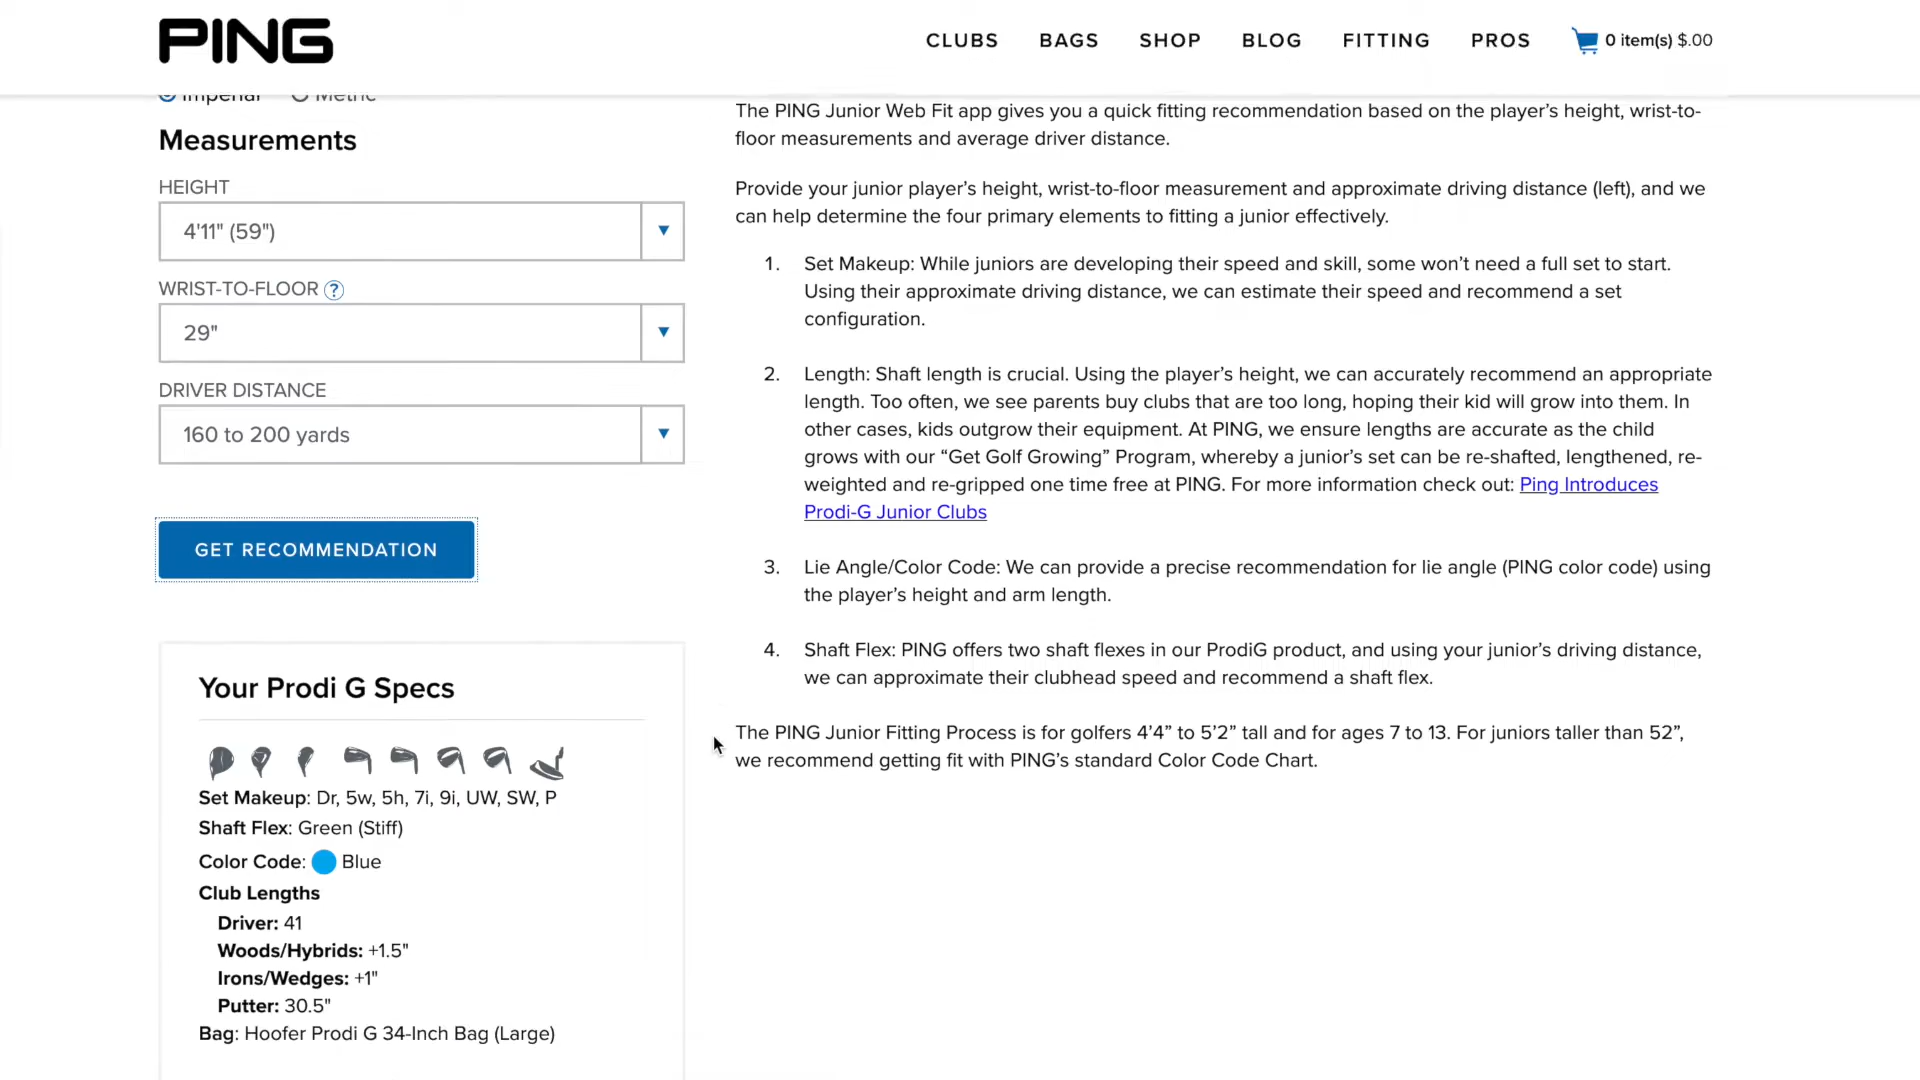 PING
CLUBS BAGS SHOP BLOG FITTING PROS 0 item(s) $.00
Imperial Metric
Measurements
HEIGHT
4'11" (59")
WRIST-TO-FLOOR ?
29"
DRIVER DISTANCE
160 to 200 yards
GET RECOMMENDATION
Your Prodi G Specs
Set Makeup: Dr, 5w, 5h, 7i, 9i, UW, SW, P
Shaft Flex: Green (Stiff)
Color Code: Blue
Club Lengths
Driver: 41
Woods/Hybrids: +1.5"
Irons/Wedges: +1"
Putter: 30.5"
Bag: Hoofer Prodi G 34-Inch Bag (Large)
The PING Junior Web Fit app gives you a quick fitting recommendation based on the player’s height, wrist-to-
floor measurements and average driver distance.
Provide your junior player’s height, wrist-to-floor measurement and approximate driving distance (left), and we
can help determine the four primary elements to fitting a junior effectively.
1. Set Makeup: While juniors are developing their speed and skill, some won’t need a full set to start.
Using their approximate driving distance, we can estimate their speed and recommend a set
configuration.
2. Length: Shaft length is crucial. Using the player’s height, we can accurately recommend an appropriate
length. Too often, we see parents buy clubs that are too long, hoping their kid will grow into them. In
other cases, kids outgrow their equipment. At PING, we ensure lengths are accurate as the child
grows with our “Get Golf Growing” Program, whereby a junior’s set can be re-shafted, lengthened, re-
weighted and re-gripped one time free at PING. For more information check out: Ping Introduces
Prodi-G Junior Clubs
3. Lie Angle/Color Code: We can provide a precise recommendation for lie angle (PING color code) using
the player’s height and arm length.
4. Shaft Flex: PING offers two shaft flexes in our ProdiG product, and using your junior’s driving distance,
we can approximate their clubhead speed and recommend a shaft flex.
The PING Junior Fitting Process is for golfers 4’4” to 5’2” tall and for ages 7 to 13. For juniors taller than 52”,
we recommend getting fit with PING’s standard Color Code Chart.